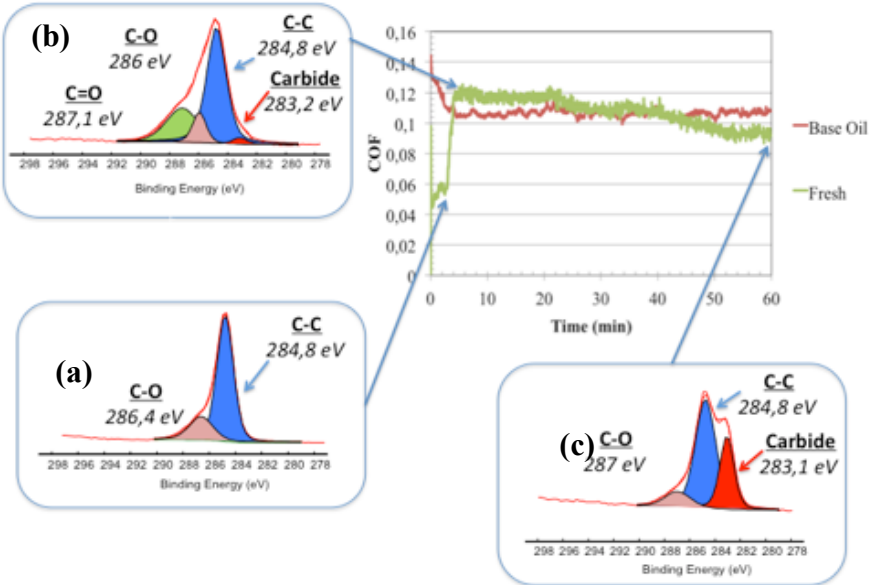 (b)
C-O
286 eV
C-C
284,8 eV
C=O
287,1 eV
Carbide
283,2 eV
298 296 294 292 290 288 286 284 282 280 278
Binding Energy (eV)
0,16
0,14
0,12
0,1
0,08
0,06
0,04
0,02
0
COF
0 10 20 30 40 50 60
Time (min)
Base Oil
Fresh
(a)
C-C
284,8 eV
C-O
286,4 eV
298 296 294 292 290 288 286 284 282 280 278
Binding Energy (eV)
(c)
C-C
284,8 eV
C-O
287 eV
Carbide
283,1 eV
298 296 294 292 290 288 286 284 282 280 278
Binding Energy (eV)